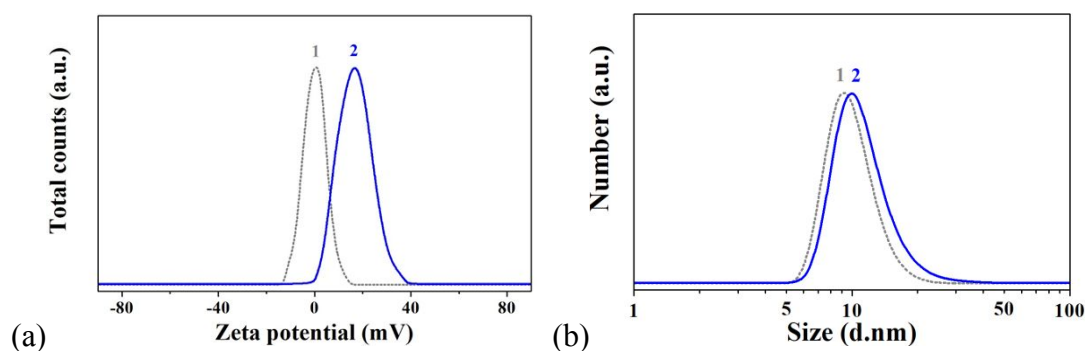 Total counts (a.u.)
1
2
-80
-40
0
40
80
Zeta potential (mV)
(a)
Number (a.u.)
1 2
1
5
10
50
100
Size (d.nm)
(b)